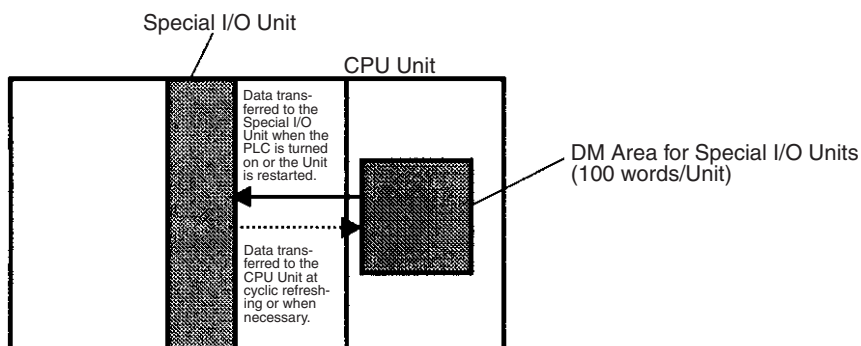 Special I/O Unit
CPU Unit
Data trans-
ferred to the
Special I/O
Unit when the
PLC is turned
on or the Unit
is restarted.
DM Area for Special I/O Units
(100 words/Unit)
Data trans-
ferred to the
CPU Unit at
cyclic refresh-
ing or when
necessary.